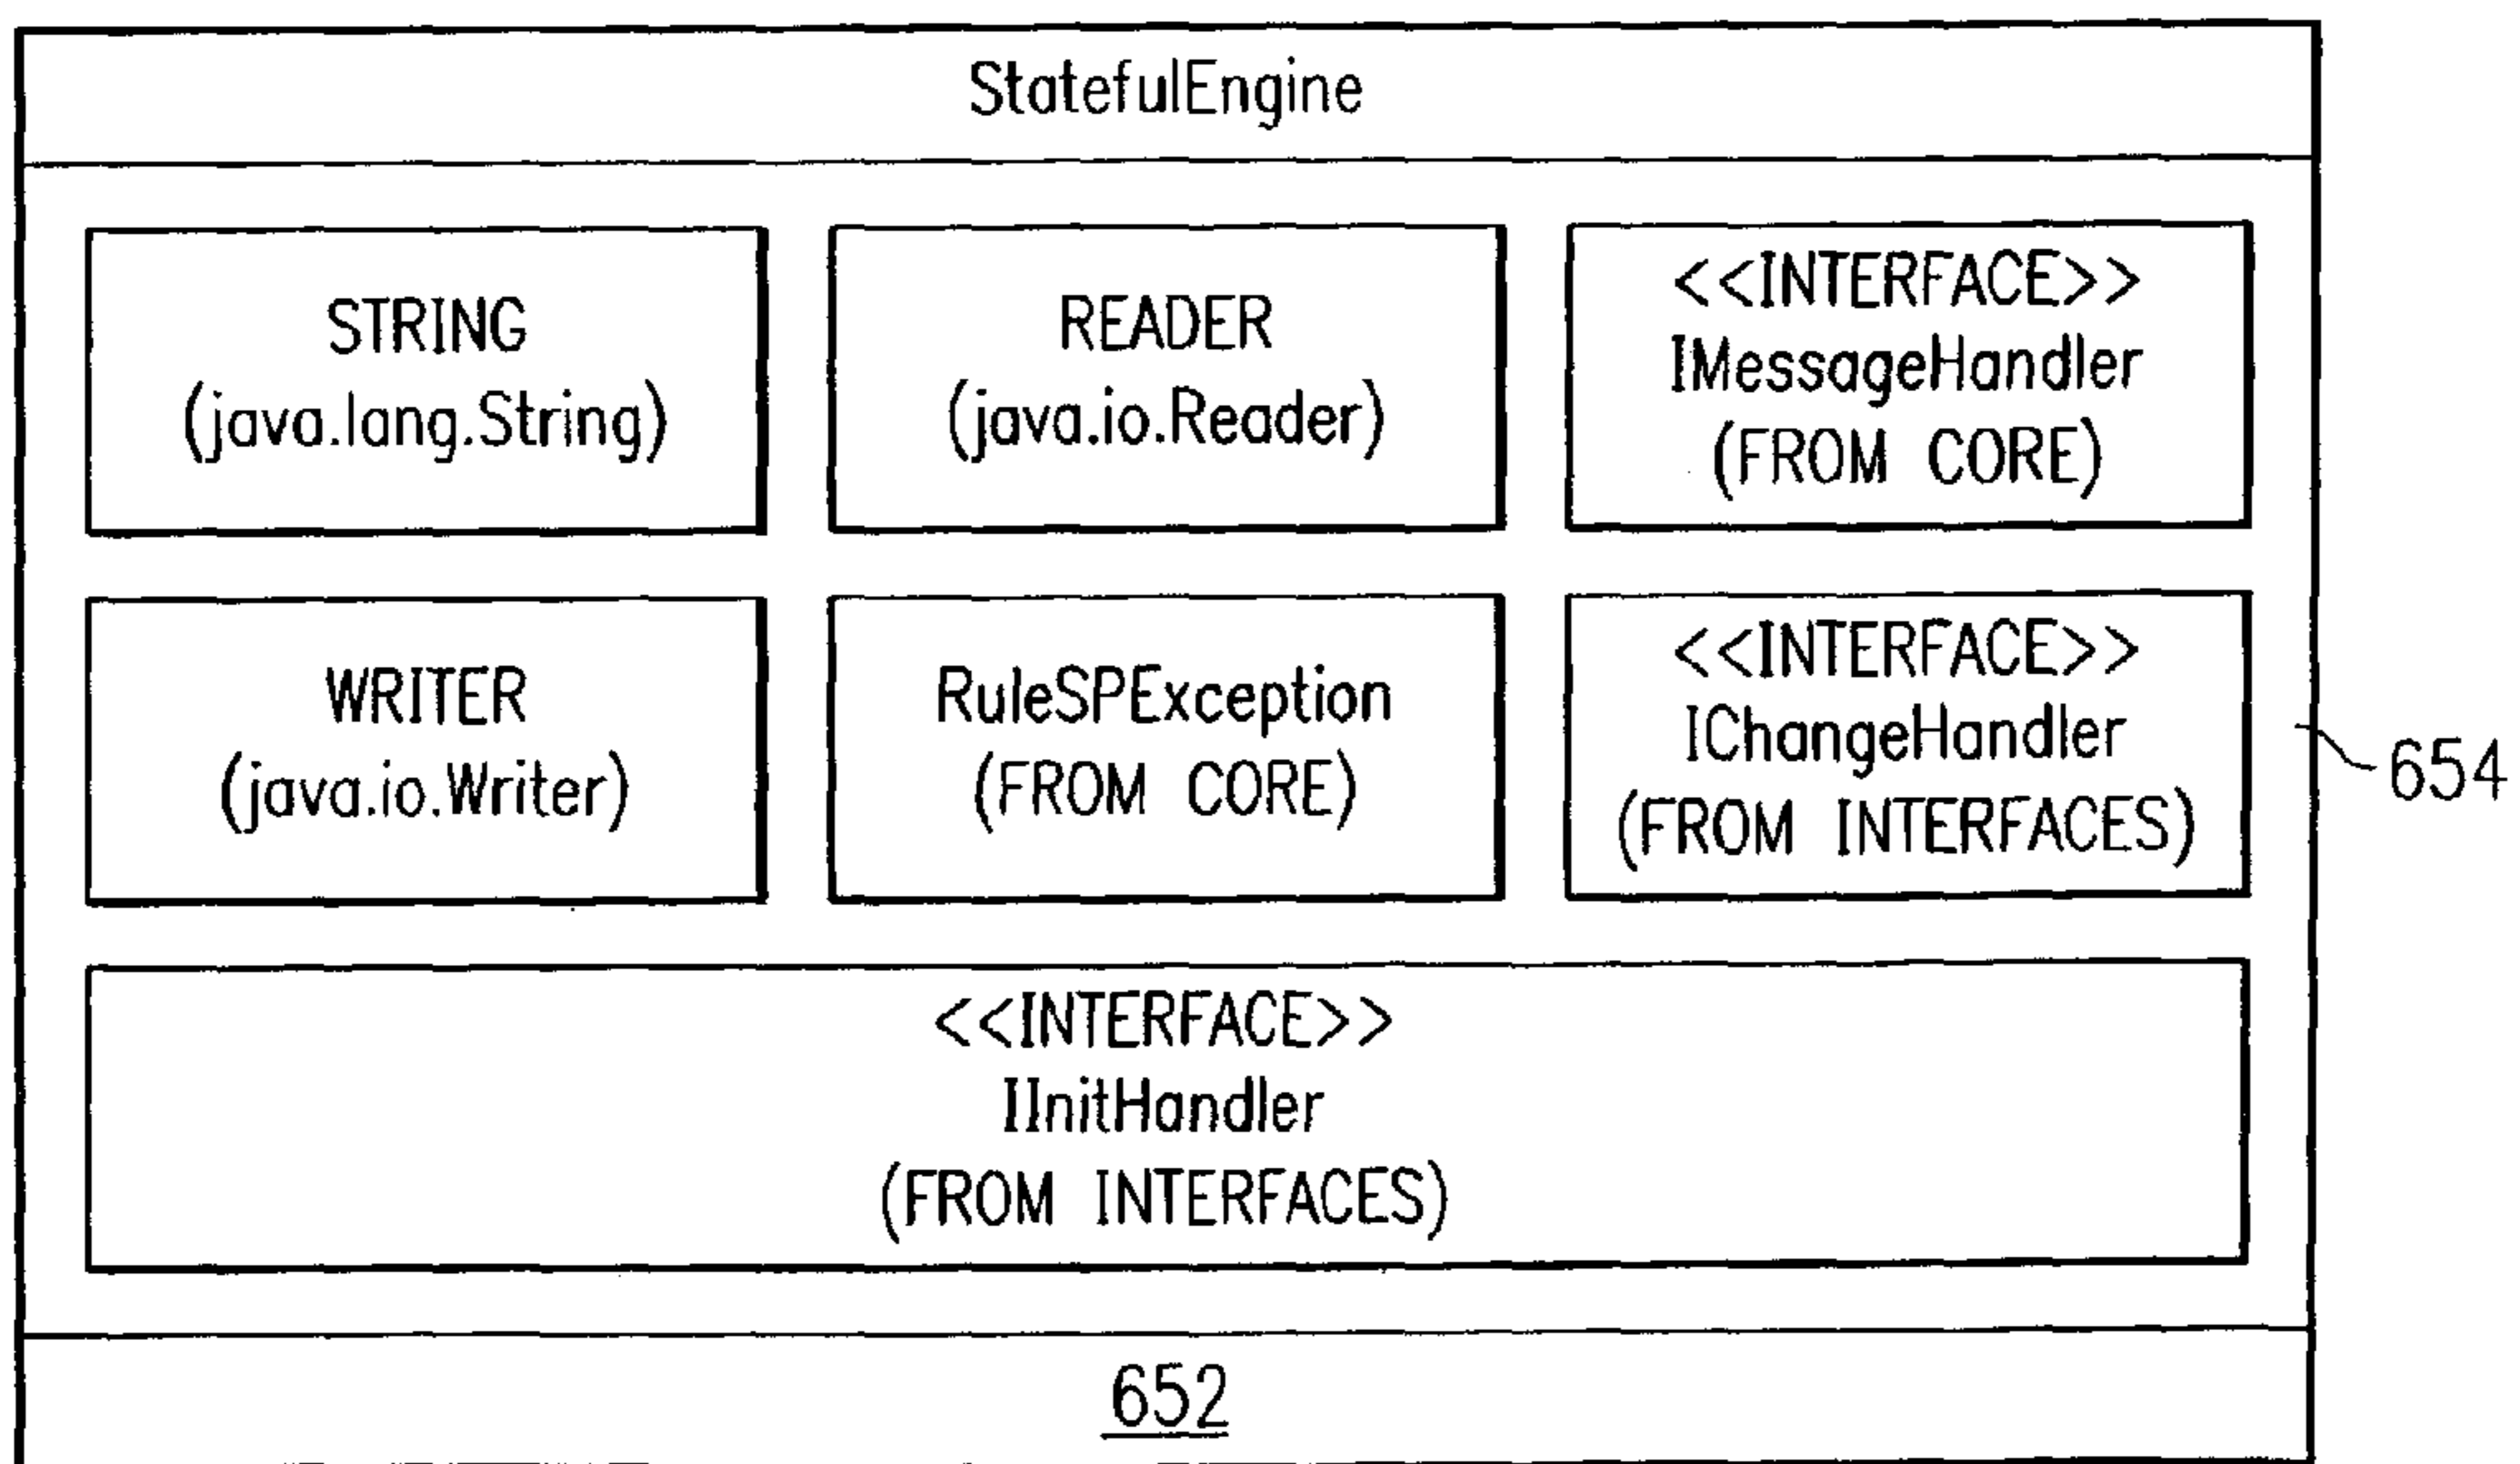 StatefulEngine
STRING
(java.lang.String)
READER
(java.io.Reader)
<<INTERFACE>>
IMessageHandler
(FROM CORE)
WRITER
(java.io.Writer)
RuleSPException
(FROM CORE)
<<INTERFACE>>
IChangeHandler
(FROM INTERFACES)
654
<<INTERFACE>>
IInitHandler
(FROM INTERFACES)
652